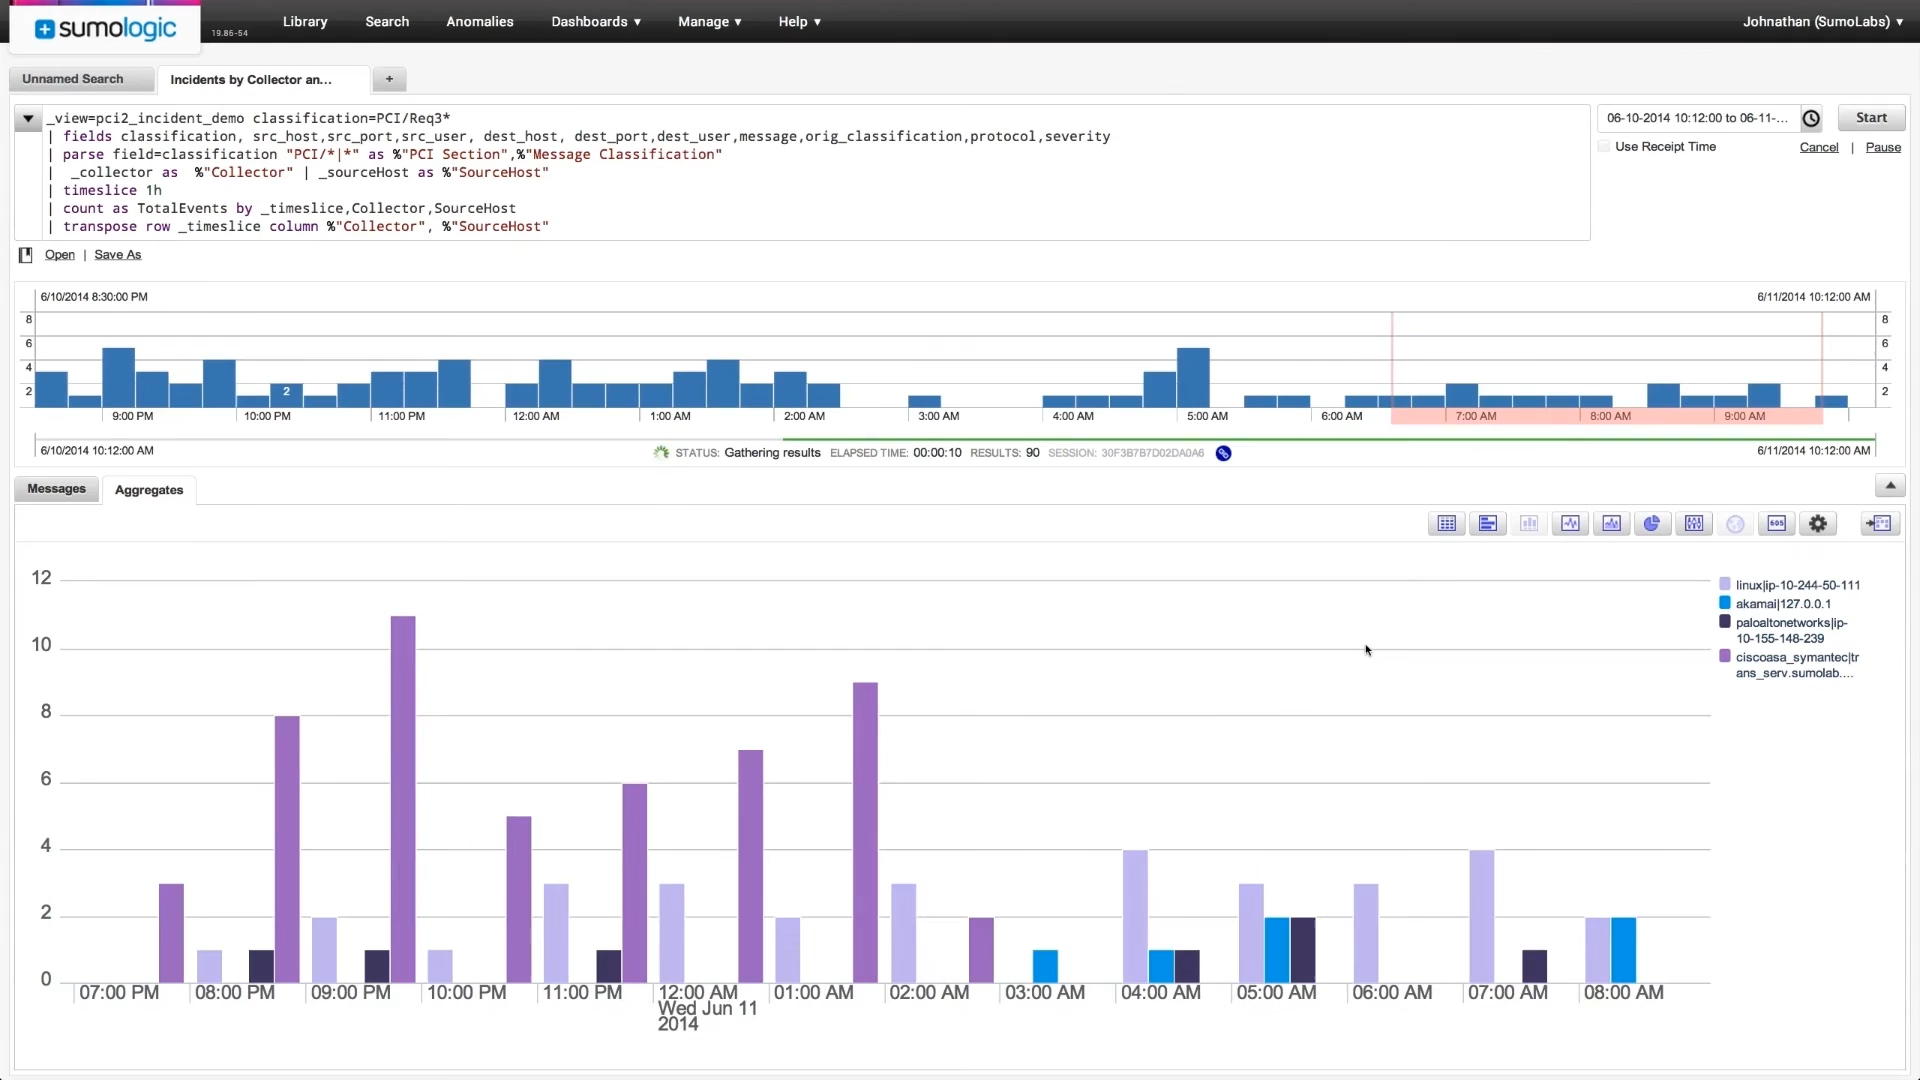 sumologic
19.86-54
Library
Search
Anomalies
Dashboards ▾
Manage ▾
Help ▾
Johnathan (SumoLabs) ▾
Unnamed Search
Incidents by Collector an...
+
_view=pci2_incident_demo classification=PCI/Req3*
| fields classification, src_host,src_port,src_user, dest_host, dest_port,dest_user,message,orig_classification,protocol,severity
| parse field=classification "PCI/*|*" as %"PCI Section",%"Message Classification"
|  _collector as  %"Collector" | _sourceHost as %"SourceHost"
| timeslice 1h
| count as TotalEvents by _timeslice,Collector,SourceHost
| transpose row _timeslice column %"Collector", %"SourceHost"
06-10-2014 10:12:00 to 06-11-...
Start
Use Receipt Time
Cancel | Pause
Open | Save As
6/10/2014 8:30:00 PM
6/11/2014 10:12:00 AM
8 8
6 6
4 4
2 2 2
9:00 PM 10:00 PM 11:00 PM 12:00 AM 1:00 AM 2:00 AM 3:00 AM 4:00 AM 5:00 AM 6:00 AM 7:00 AM 8:00 AM 9:00 AM
6/10/2014 10:12:00 AM
STATUS: Gathering results ELAPSED TIME: 00:00:10 RESULTS: 90 SESSION: 30F3B7B7D02DA0A6
6/11/2014 10:12:00 AM
Messages
Aggregates
605
12
10
8
6
4
2
0
07:00 PM 08:00 PM 09:00 PM 10:00 PM 11:00 PM 12:00 AM 01:00 AM 02:00 AM 03:00 AM 04:00 AM 05:00 AM 06:00 AM 07:00 AM 08:00 AM
Wed Jun 11
2014
linux|ip-10-244-50-111
akamai|127.0.0.1
paloaltonetworks|ip-
10-155-148-239
ciscoasa_symantec|tr
ans_serv.sumolab....